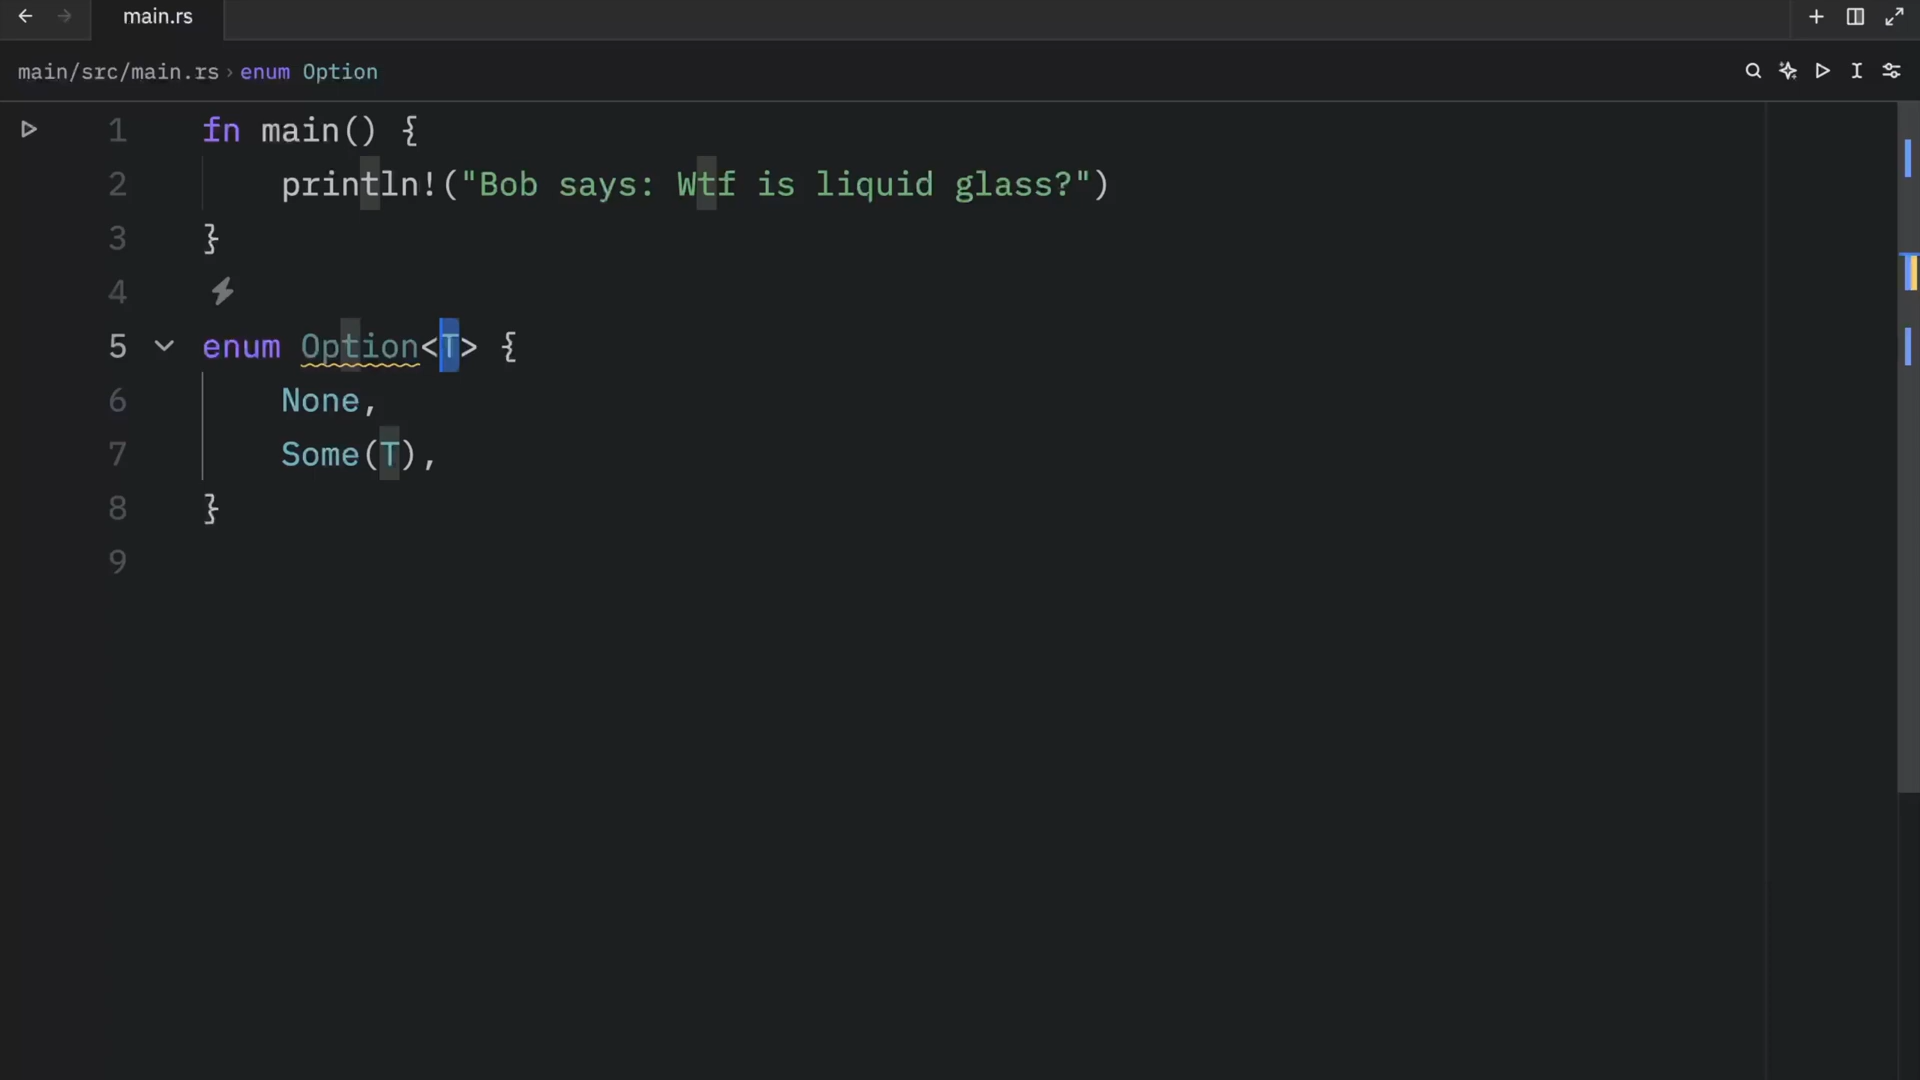 main.rs
main/src/main.rs › enum Option
1 fn main() {
2 println!("Bob says: Wtf is liquid glass?")
3 }
4
5 enum Option<T> {
6 None,
7 Some(T),
8 }
9